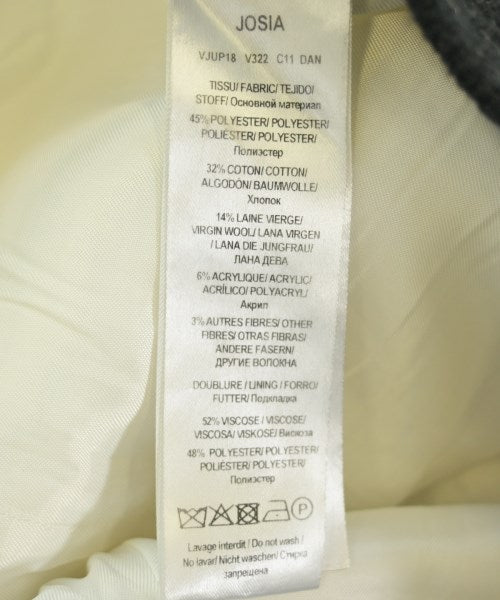 JOSIA
VJUP18 V322 C11 DAN
TISSU/ FABRIC/ TEJIDO/
STOFF/ Основной материал
45% POLYESTER/ POLYESTER/
POLIÉSTER/ POLYESTER/
Полиэстер
32% COTON/ COTTON/
ALGODÓN/ BAUMWOLLE/
Хлопок
14% LAINE VIERGE/
VIRGIN WOOL/ LANA VIRGEN
/ LANA DIE JUNGFRAU/
ЛАНА ДЕВА
6% ACRYLIQUE/ ACRYLIC/
ACRÍLICO/ POLYACRYL/
Акрил
3% AUTRES FIBRES/ OTHER
FIBRES/ OTRAS FIBRAS/
ANDERE FASERN/
ДРУГИЕ ВОЛОКНА
DOUBLURE / LINING / FORRO/
FUTTER/ Подкладка
52% VISCOSE / VISCOSE/
VISCOSA/ VISKOSE/ Вискоза
48% POLYESTER/ POLYESTER/
POLIÉSTER/ POLYESTER/
Полиэстер
P
Lavage interdit / Do not wash /
No lavar/ Nicht waschen/ Стирка
запрещена